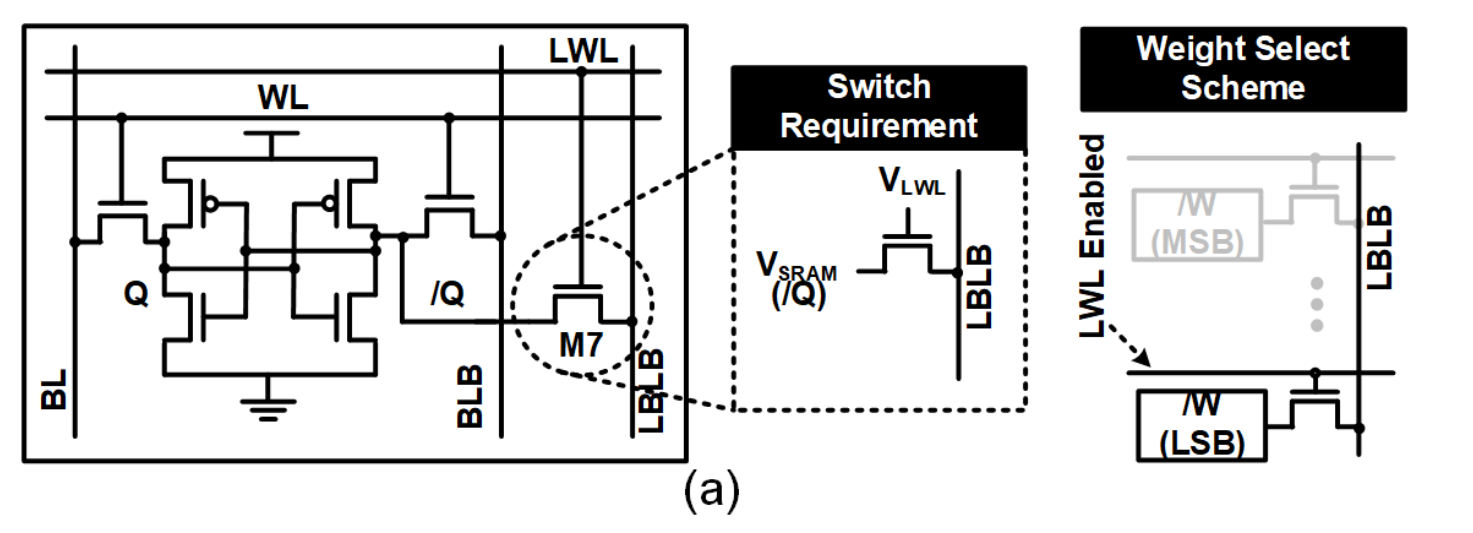 LWL
WL
Q
/Q
M7
BL
BLB
LBLB
Switch
Requirement
VLWL
VSRAM
(/Q)
LBLB
Weight Select
Scheme
LWL Enabled
/W
(MSB)
LBLB
/W
(LSB)
(a)